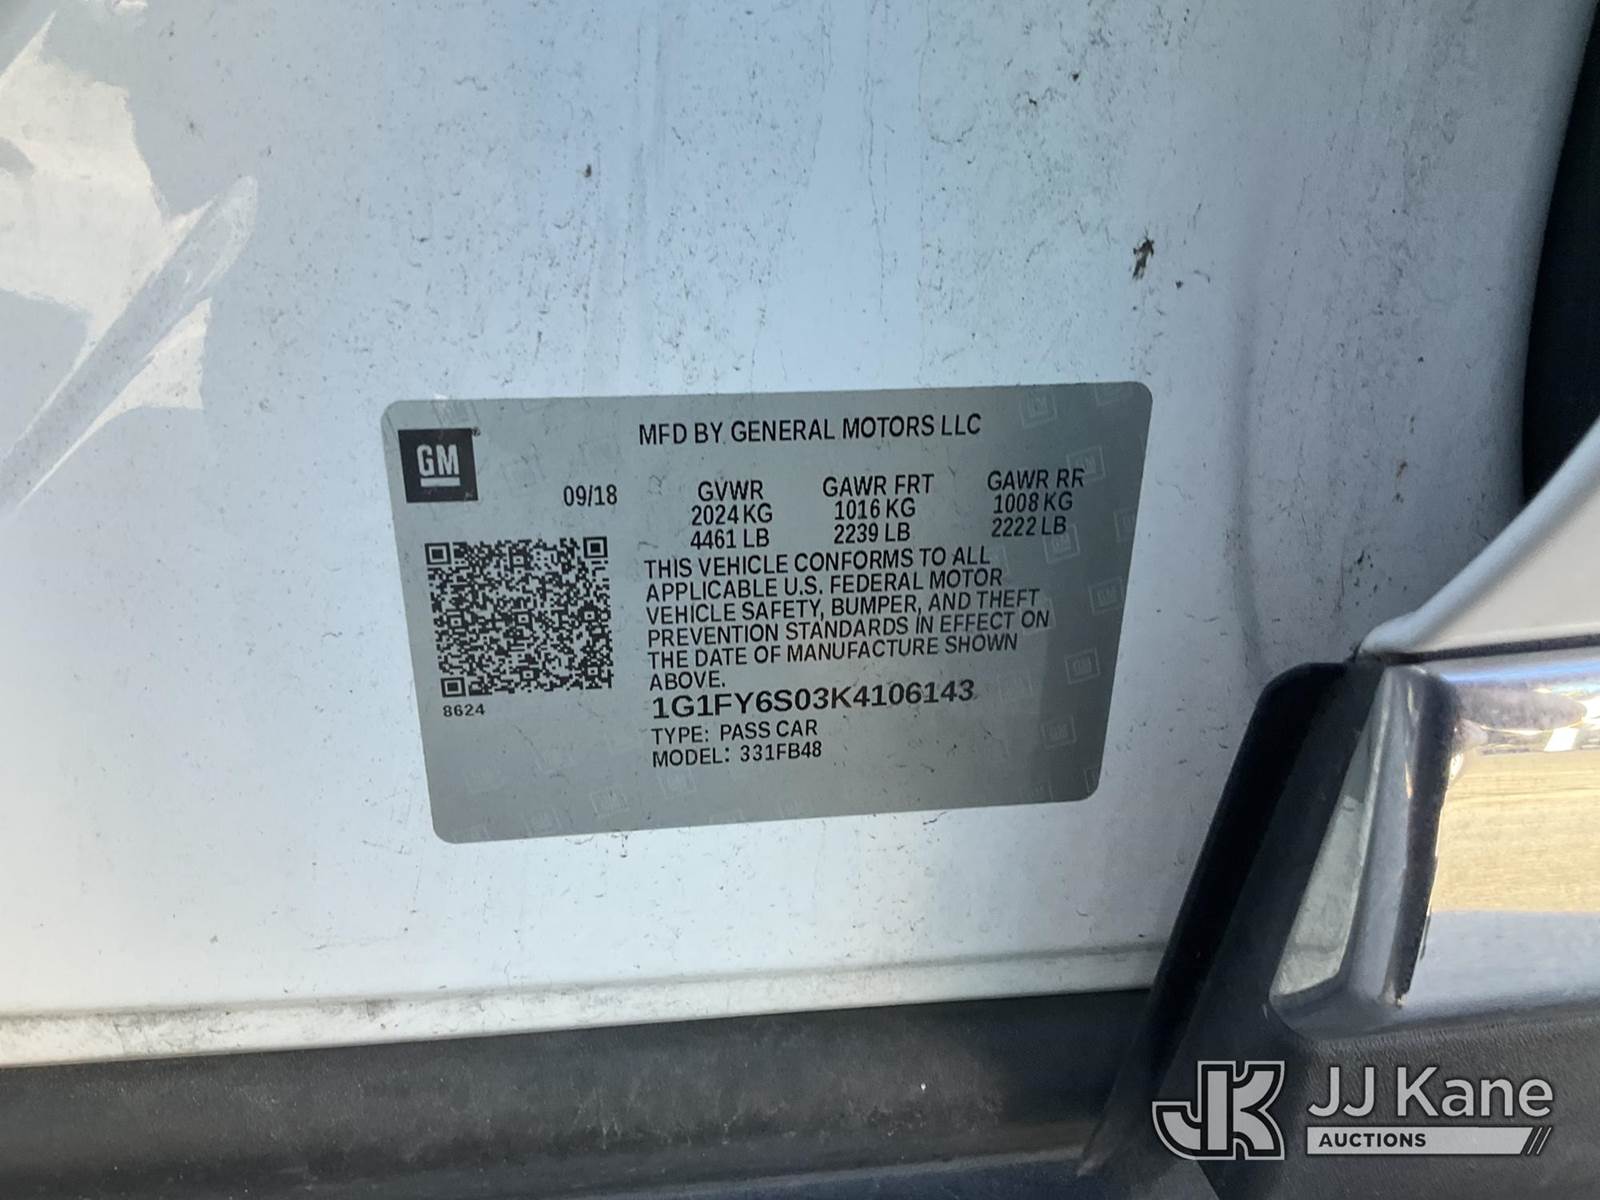 MFD BY GENERAL MOTORS LLC
GM
09/18
GVWR GAWR FRT GAWR RR
2024 KG 1016 KG 1008 KG
4461 LB 2239 LB 2222 LB
THIS VEHICLE CONFORMS TO ALL
APPLICABLE U.S. FEDERAL MOTOR
VEHICLE SAFETY, BUMPER, AND THEFT
PREVENTION STANDARDS IN EFFECT ON
THE DATE OF MANUFACTURE SHOWN
ABOVE.
8624
1G1FY6S03K4106143
TYPE: PASS CAR
MODEL: 331FB48
JK JJ Kane
AUCTIONS